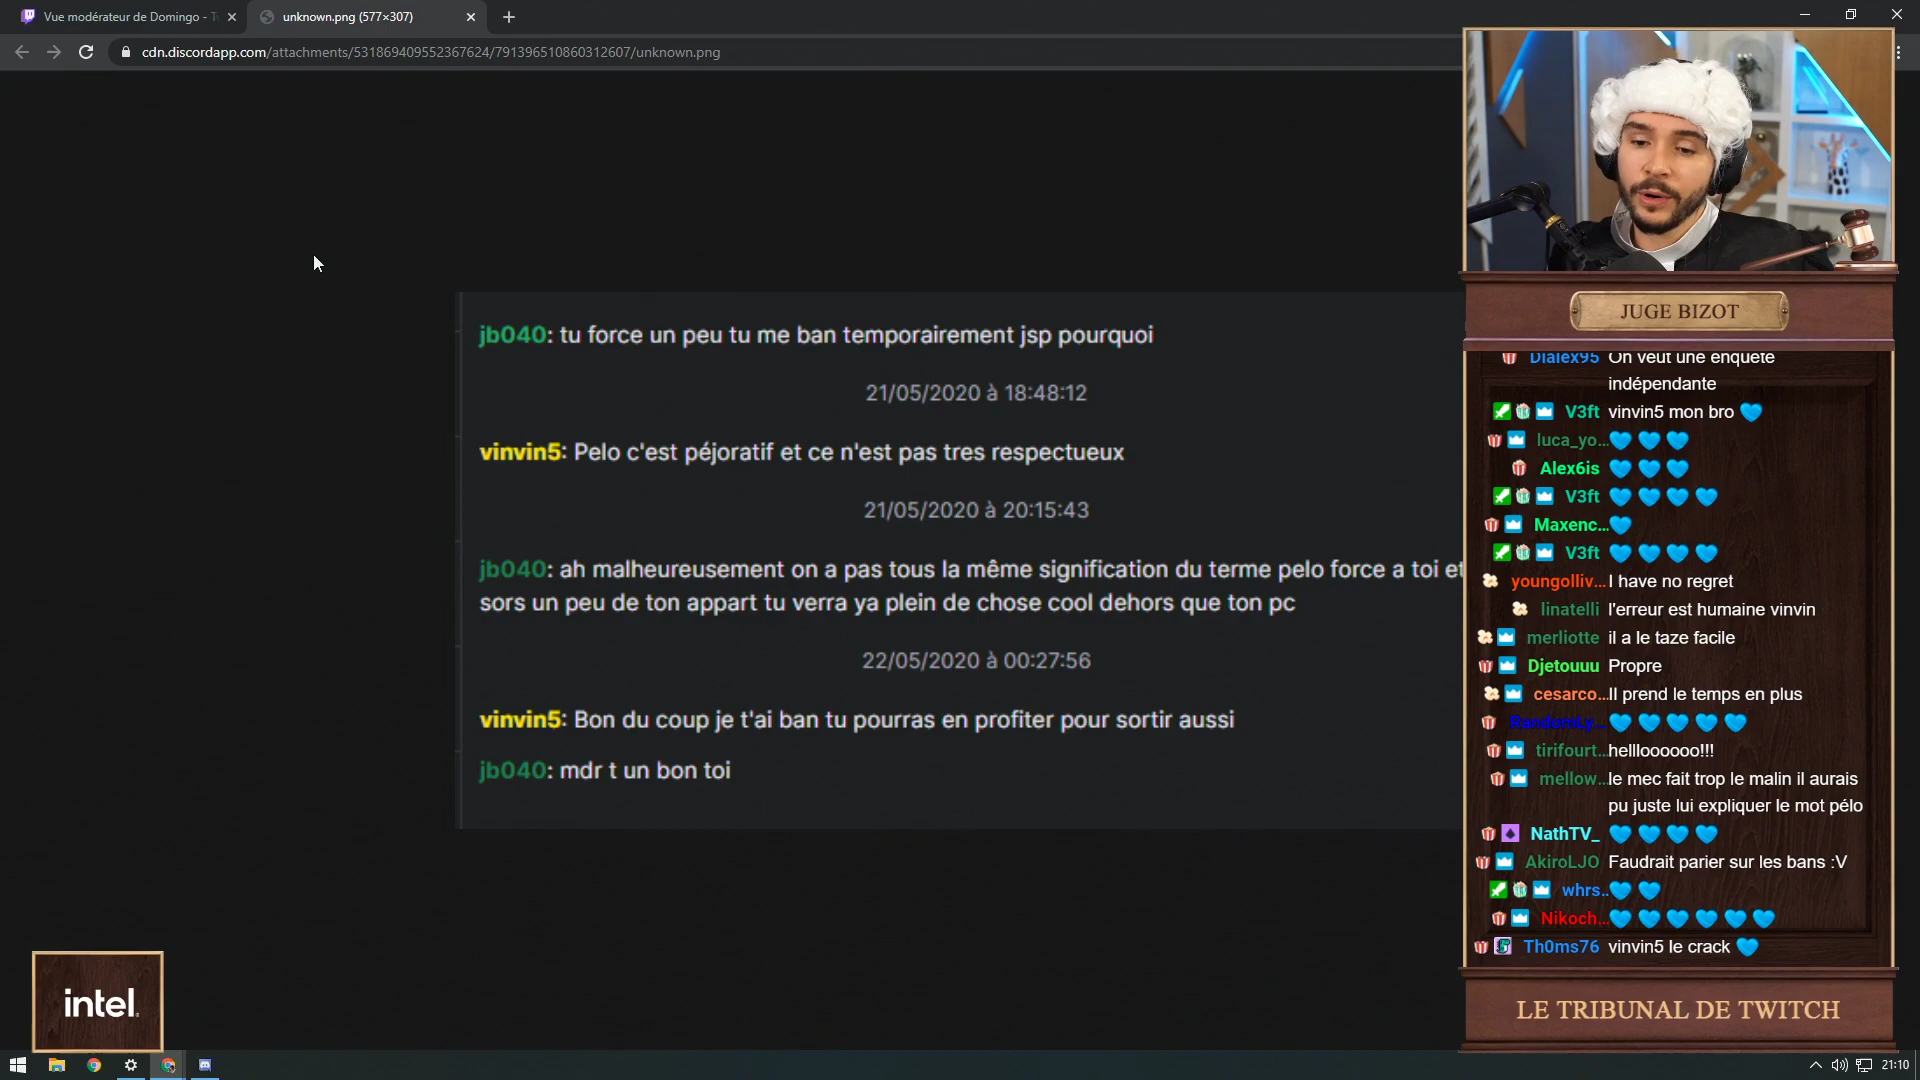 Vue modérateur de Domingo - T
unknown.png (577×307)
cdn.discordapp.com/attachments/531869409552367624/791396510860312607/unknown.png
jb040: tu force un peu tu me ban temporairement jsp pourquoi
21/05/2020 à 18:48:12
vinvin5: Pelo c'est péjoratif et ce n'est pas tres respectueux
21/05/2020 à 20:15:43
jb040: ah malheureusement on a pas tous la même signification du terme pelo force a toi et
sors un peu de ton appart tu verra ya plein de chose cool dehors que ton pc
22/05/2020 à 00:27:56
vinvin5: Bon du coup je t'ai ban tu pourras en profiter pour sortir aussi
jb040: mdr t un bon toi
JUGE BIZOT
Dialex95 On veut une enquete
indépendante
V3ft vinvin5 mon bro
luca_yo...
Alex6is
V3ft
Maxenc...
V3ft
youngolliv... I have no regret
linatelli l'erreur est humaine vinvin
merliotte il a le taze facile
Djetouuu Propre
cesarco... Il prend le temps en plus
RandomLy...
tirifourt... hellloooooo!!!
mellow... le mec fait trop le malin il aurais
pu juste lui expliquer le mot pélo
NathTV_
AkiroLJO Faudrait parier sur les bans :V
whrs..
Nikoch...
Th0ms76 vinvin5 le crack
LE TRIBUNAL DE TWITCH
intel.
21:10